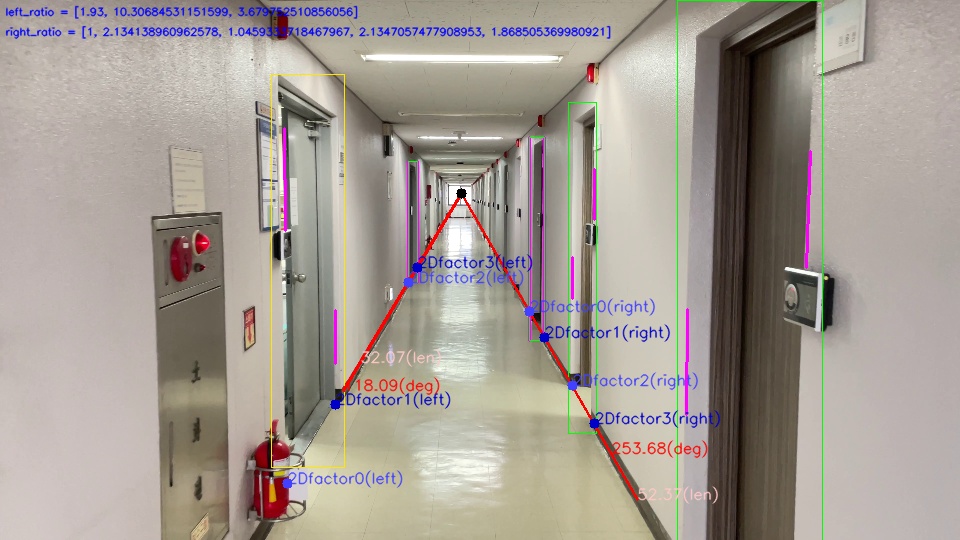 left_ratio = [1.93, 10.30684531151599, 3.679752510856056]
right_ratio = [1, 2.134138960962578, 2.1347057477908953, 1.868505369980921]
2Dfactor3(left)
2Dfactor2(left)
2Dfactor0(right)
2Dfactor1(right)
32.07(len)
18.09(deg)
2Dfactor2(right)
2Dfactor1(left)
2Dfactor3(right)
253.68(deg)
2Dfactor0(left)
52.37(len)